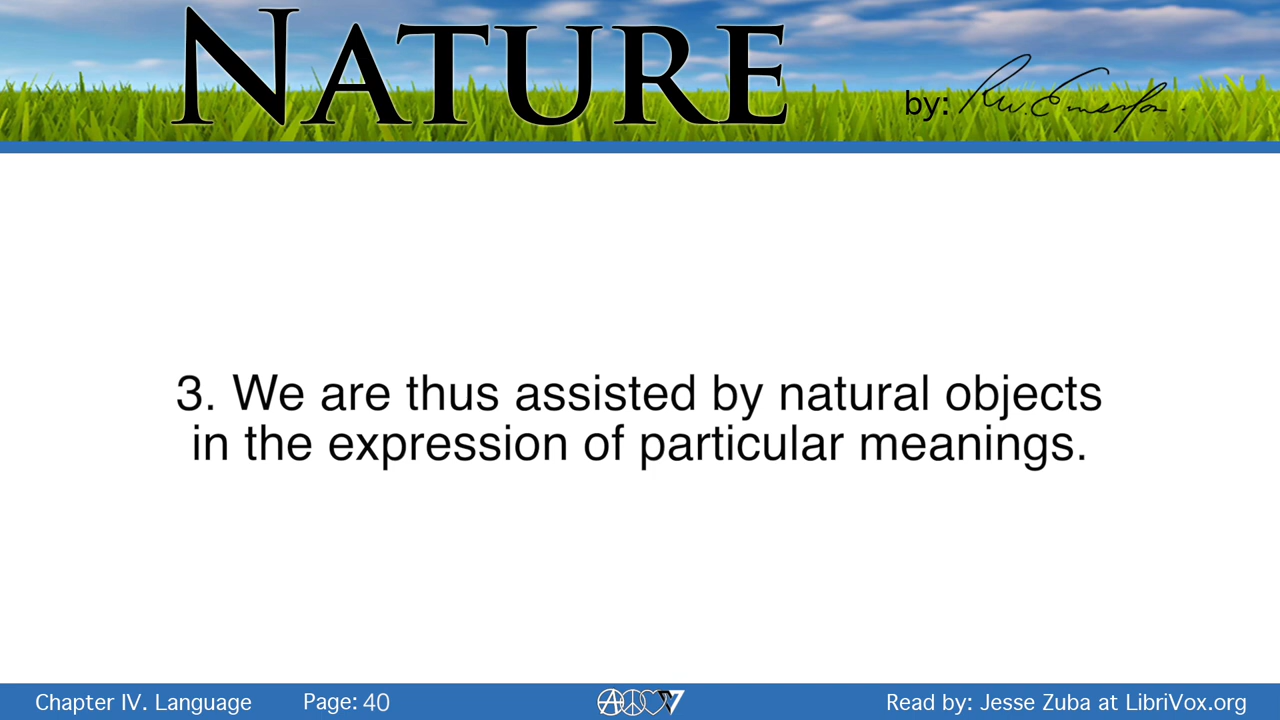 NATURE
by: R.W. Emerson.
3. We are thus assisted by natural objects
in the expression of particular meanings.
Chapter IV. Language Page: 40 Read by: Jesse Zuba at LibriVox.org